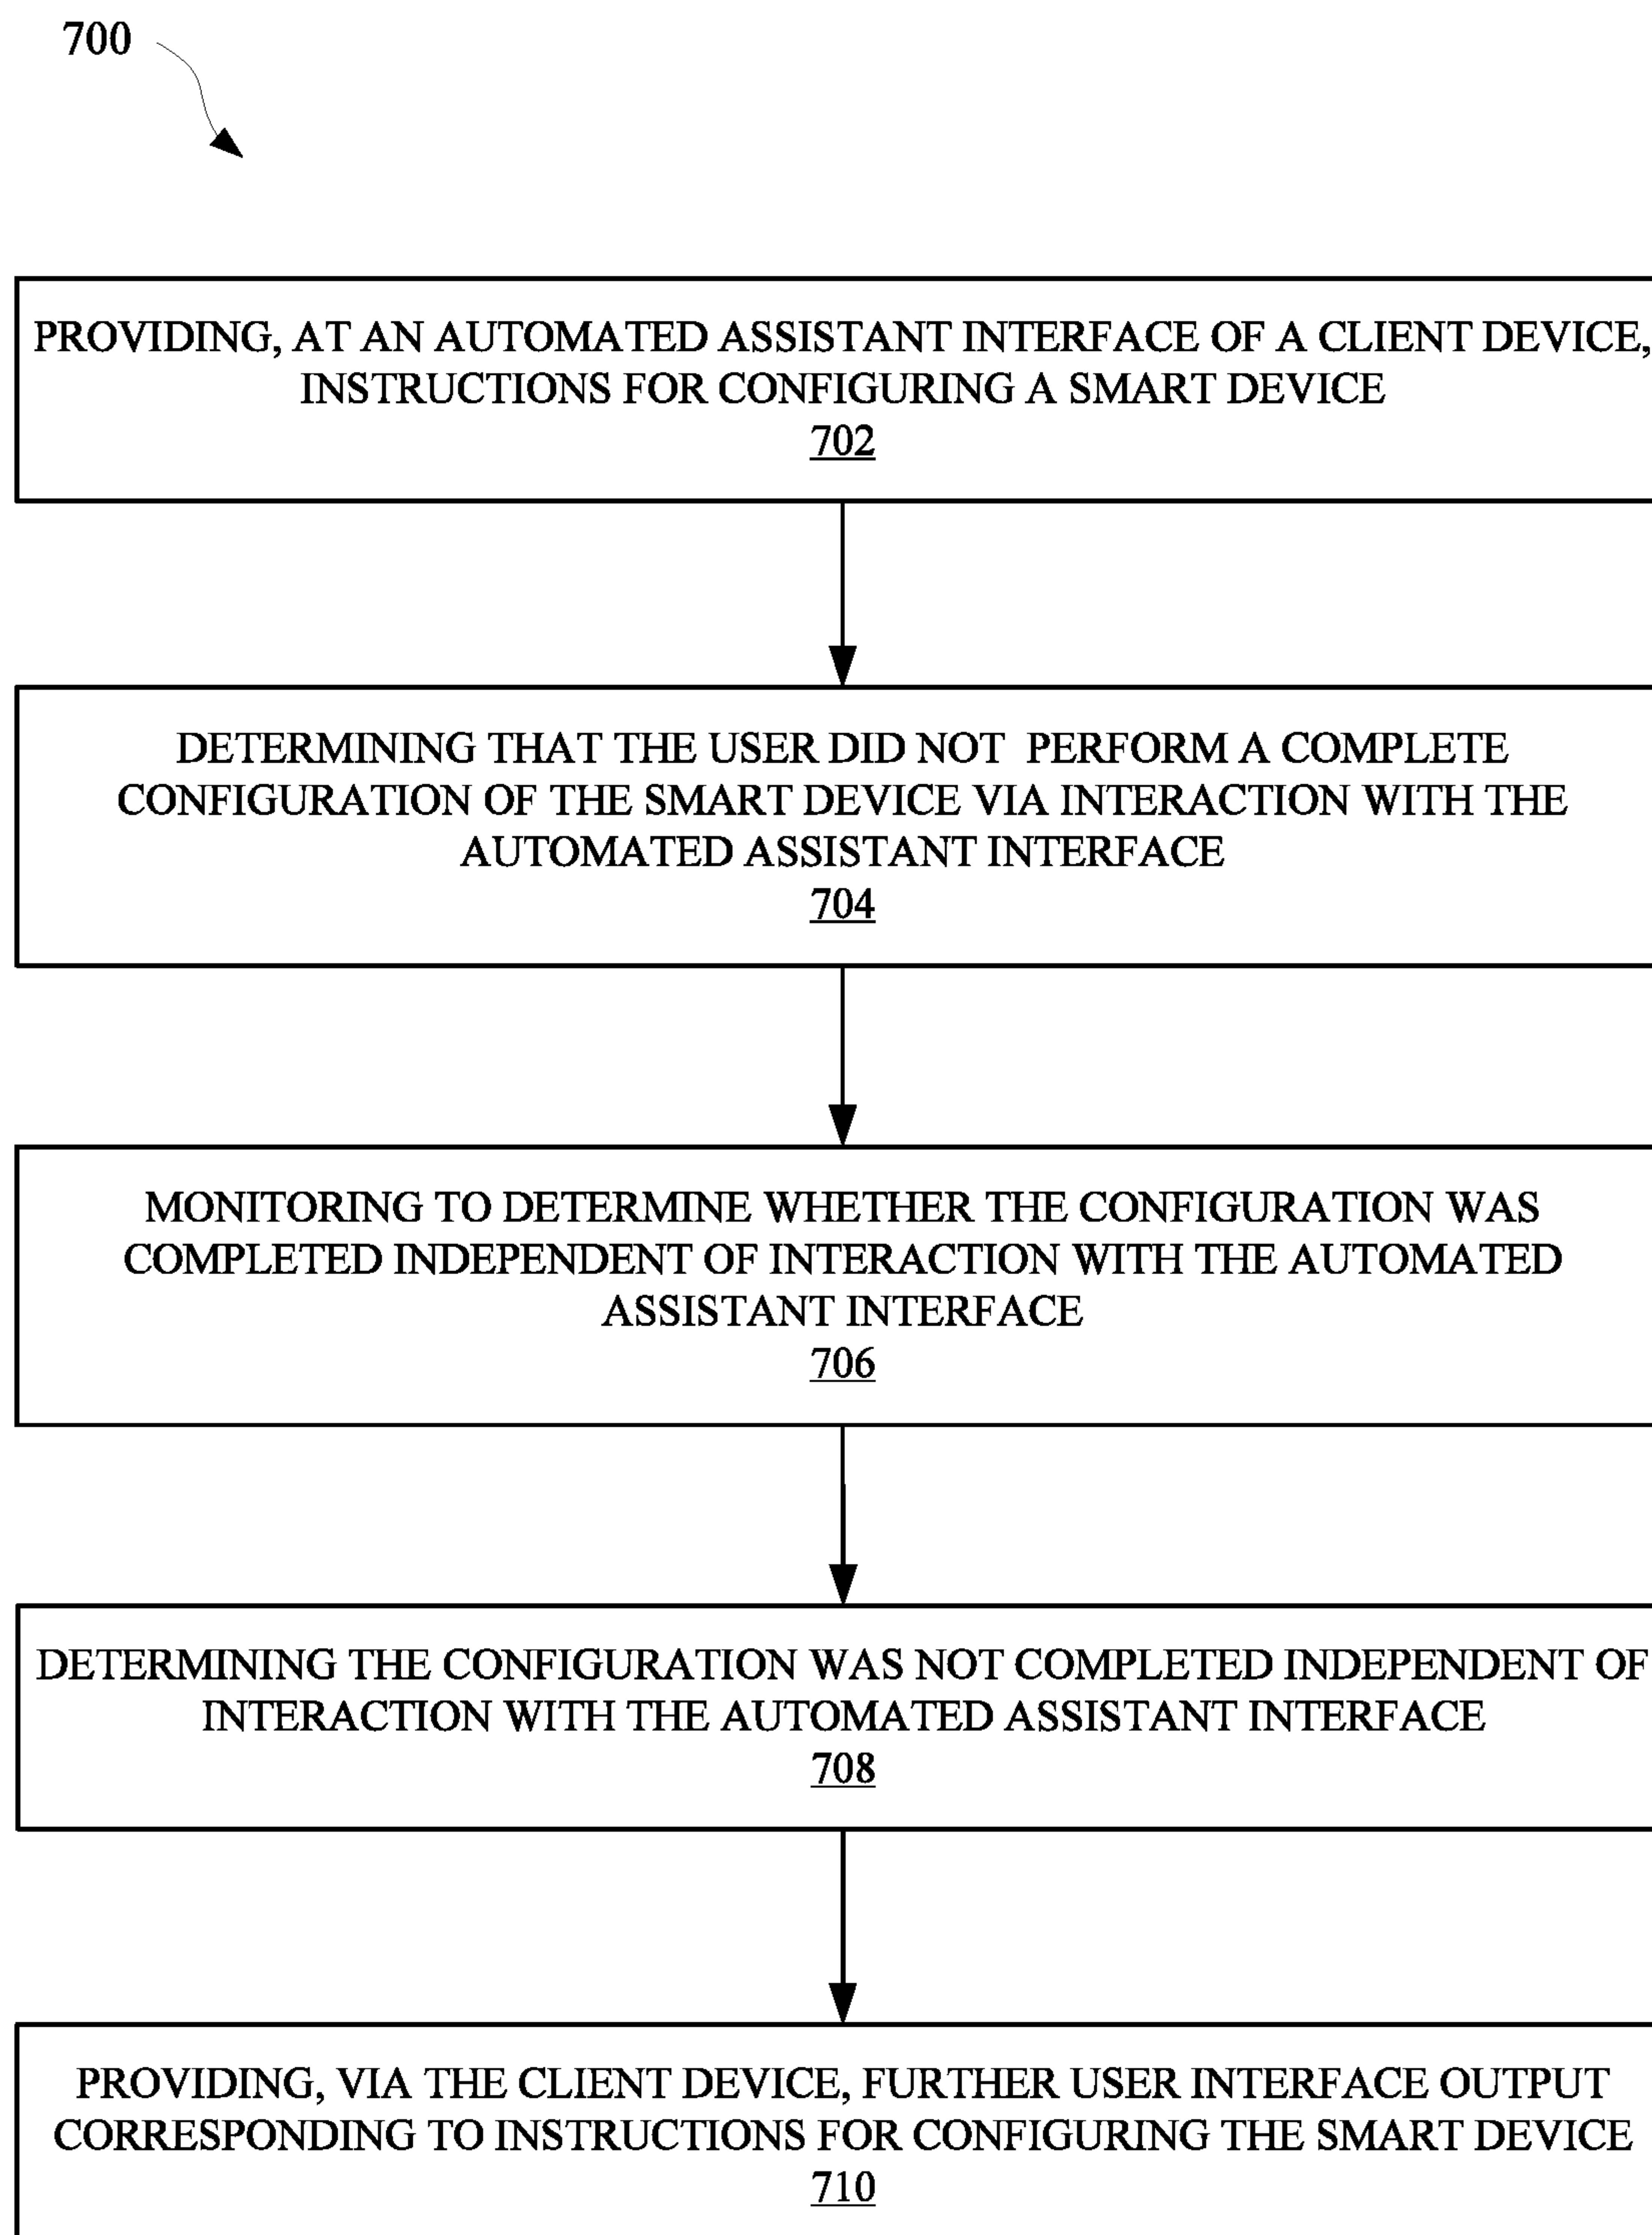 700
PROVIDING, AT AN AUTOMATED ASSISTANT INTERFACE OF A CLIENT DEVICE,
INSTRUCTIONS FOR CONFIGURING A SMART DEVICE
702
DETERMINING THAT THE USER DID NOT PERFORM A COMPLETE
CONFIGURATION OF THE SMART DEVICE VIA INTERACTION WITH THE
AUTOMATED ASSISTANT INTERFACE
704
MONITORING TO DETERMINE WHETHER THE CONFIGURATION WAS
COMPLETED INDEPENDENT OF INTERACTION WITH THE AUTOMATED
ASSISTANT INTERFACE
706
DETERMINING THE CONFIGURATION WAS NOT COMPLETED INDEPENDENT OF
INTERACTION WITH THE AUTOMATED ASSISTANT INTERFACE
708
PROVIDING, VIA THE CLIENT DEVICE, FURTHER USER INTERFACE OUTPUT
CORRESPONDING TO INSTRUCTIONS FOR CONFIGURING THE SMART DEVICE
710